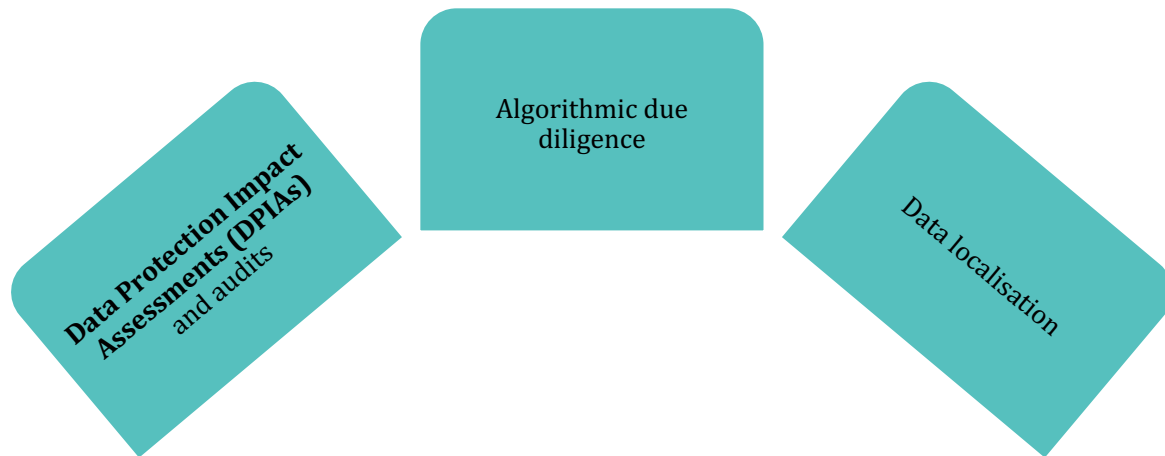 Data Protection Impact
Assessments (DPIAs)
and audits
Algorithmic due
diligence
Data localisation